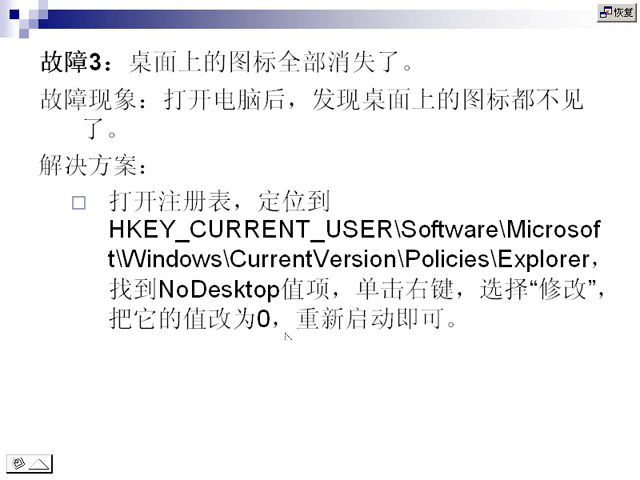 恢复
故障3：桌面上的图标全部消失了。
故障现象：打开电脑后，发现桌面上的图标都不见
了。
解决方案：
打开注册表，定位到
HKEY_CURRENT_USER\Software\Microsof
t\Windows\CurrentVersion\Policies\Explorer，
找到NoDesktop值项，单击右键，选择“修改”，
把它的值改为0，重新启动即可。